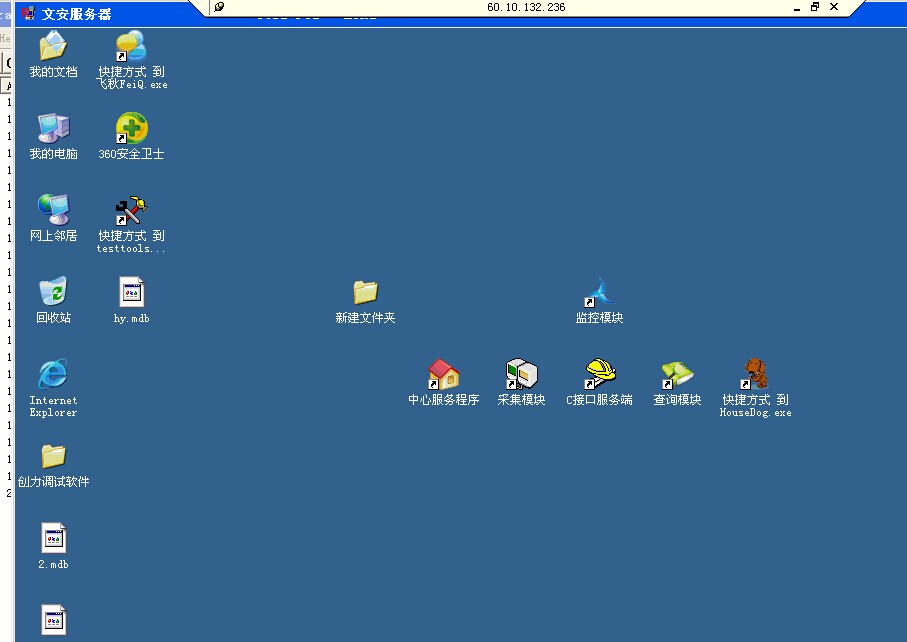 文安服务器
60.10.132.236
我的文档
快捷方式 到
飞秋FeiQ.exe
我的电脑
360安全卫士
网上邻居
快捷方式 到
testtools...
回收站
hy.mdb
新建文件夹
监控模块
Internet
Explorer
中心服务程序
采集模块
C接口服务端
查询模块
快捷方式 到
HouseDog.exe
创力调试软件
2.mdb